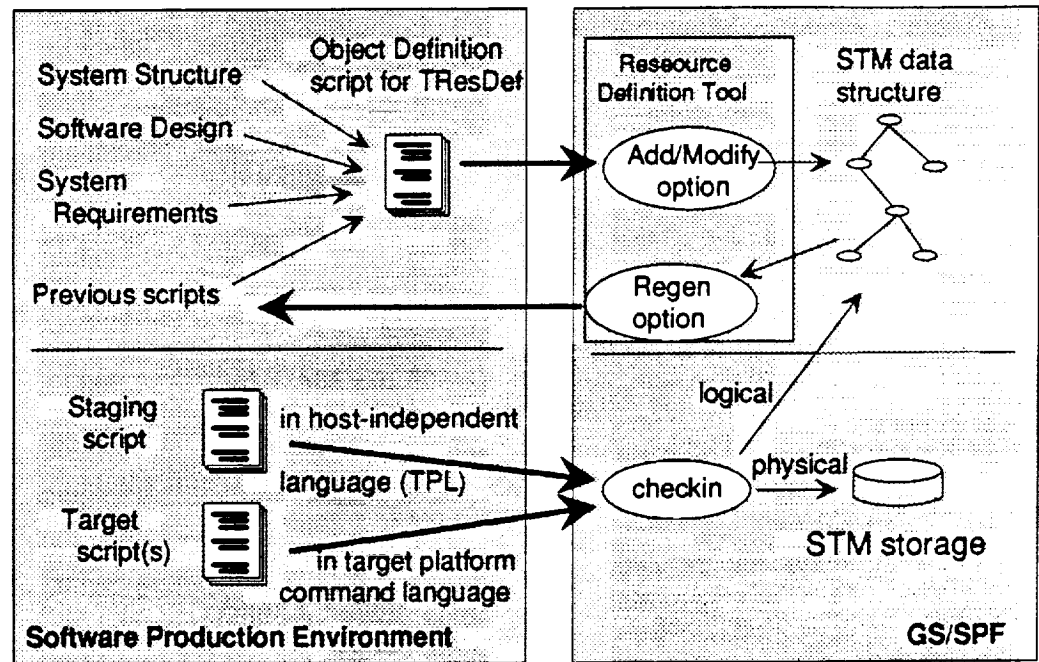 System Structure
Software Design
System
Requirements
Previous scripts
Object Definition
script for TResDef
Reseource
Definition Tool
Add/Modify
option
Regen
option
STM data
structure
Staging
script
in host-independent
language (TPL)
Target
script(s)
in target platform
command language
Software Production Environment
logical
checkin
physical
STM storage
GS/SPF